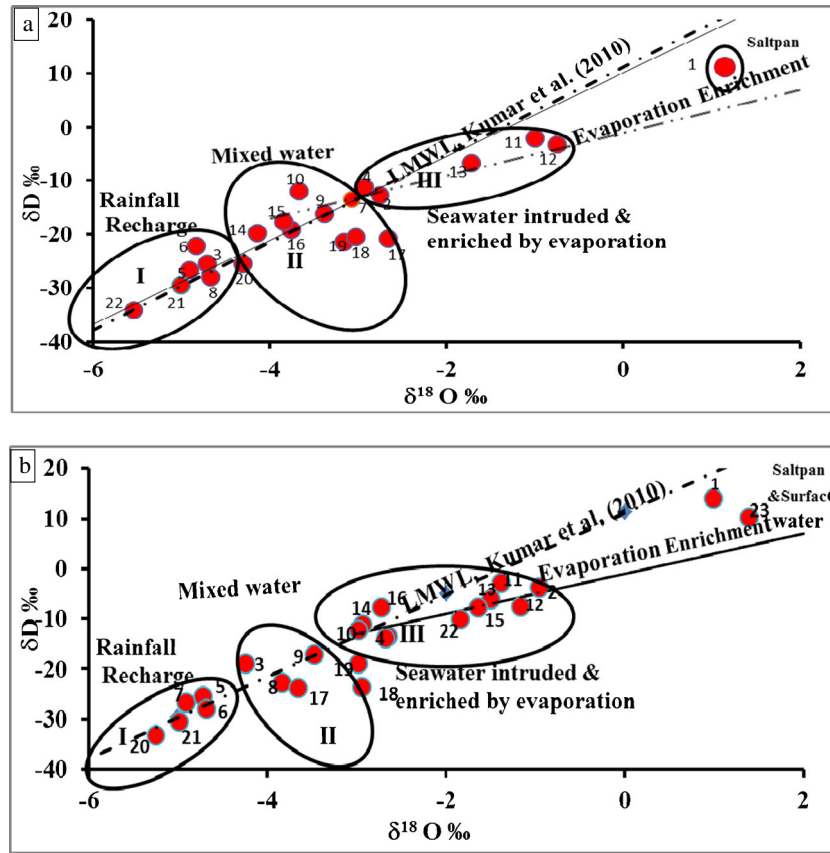 a
20
10
0
-10
-20
-30
-40
δD ‰
-6
-4
-2
0
2
δ18 O ‰
LMWL, Kumar et al. (2010)
Saltpan
1
Evaporation Enrichment
11
12
13
III
Mixed water
4
10
2
7
9
15
Rainfall
Recharge
Seawater intruded &
enriched by evaporation
14
16
6
19
18
17
3
II
I
5
20
8
21
22
b
20
10
0
-10
-20
-30
-40
δD ‰
-6
-4
-2
0
2
δ18 O ‰
LMWL, Kumar et al, (2010)
Saltpan
1
&Surfac
23
water
Evaporation Enrichment
11
13
2
Mixed water
16
14
12
15
10
III
4
22
Rainfall
Recharge
9
3
19
Seawater intruded &
enriched by evaporation
5
7
8
17
18
6
I
II
20
21